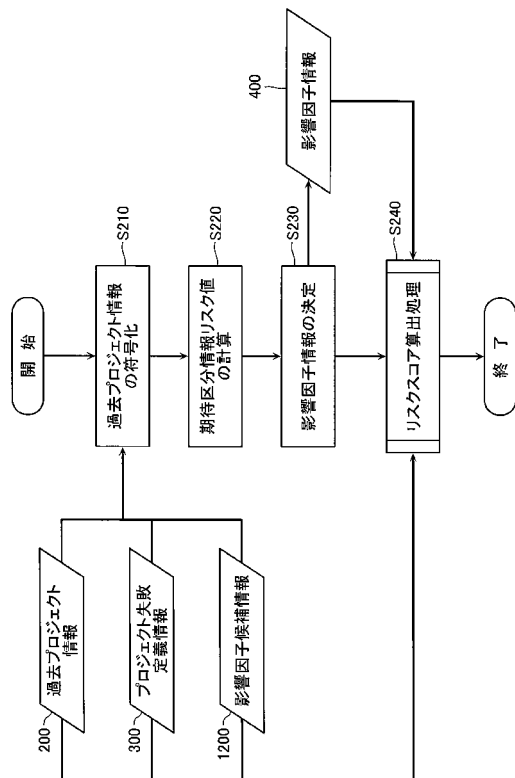 開 始
過去プロジェクト情報
の符号化
S210
期待区分情報リスク値
の計算
S220
影響因子情報の決定
S230
影響因子情報
400
リスクスコア算出処理
S240
終 了
過去プロジェクト
情報
200
プロジェクト失敗
定義情報
300
影響因子候補情報
1200